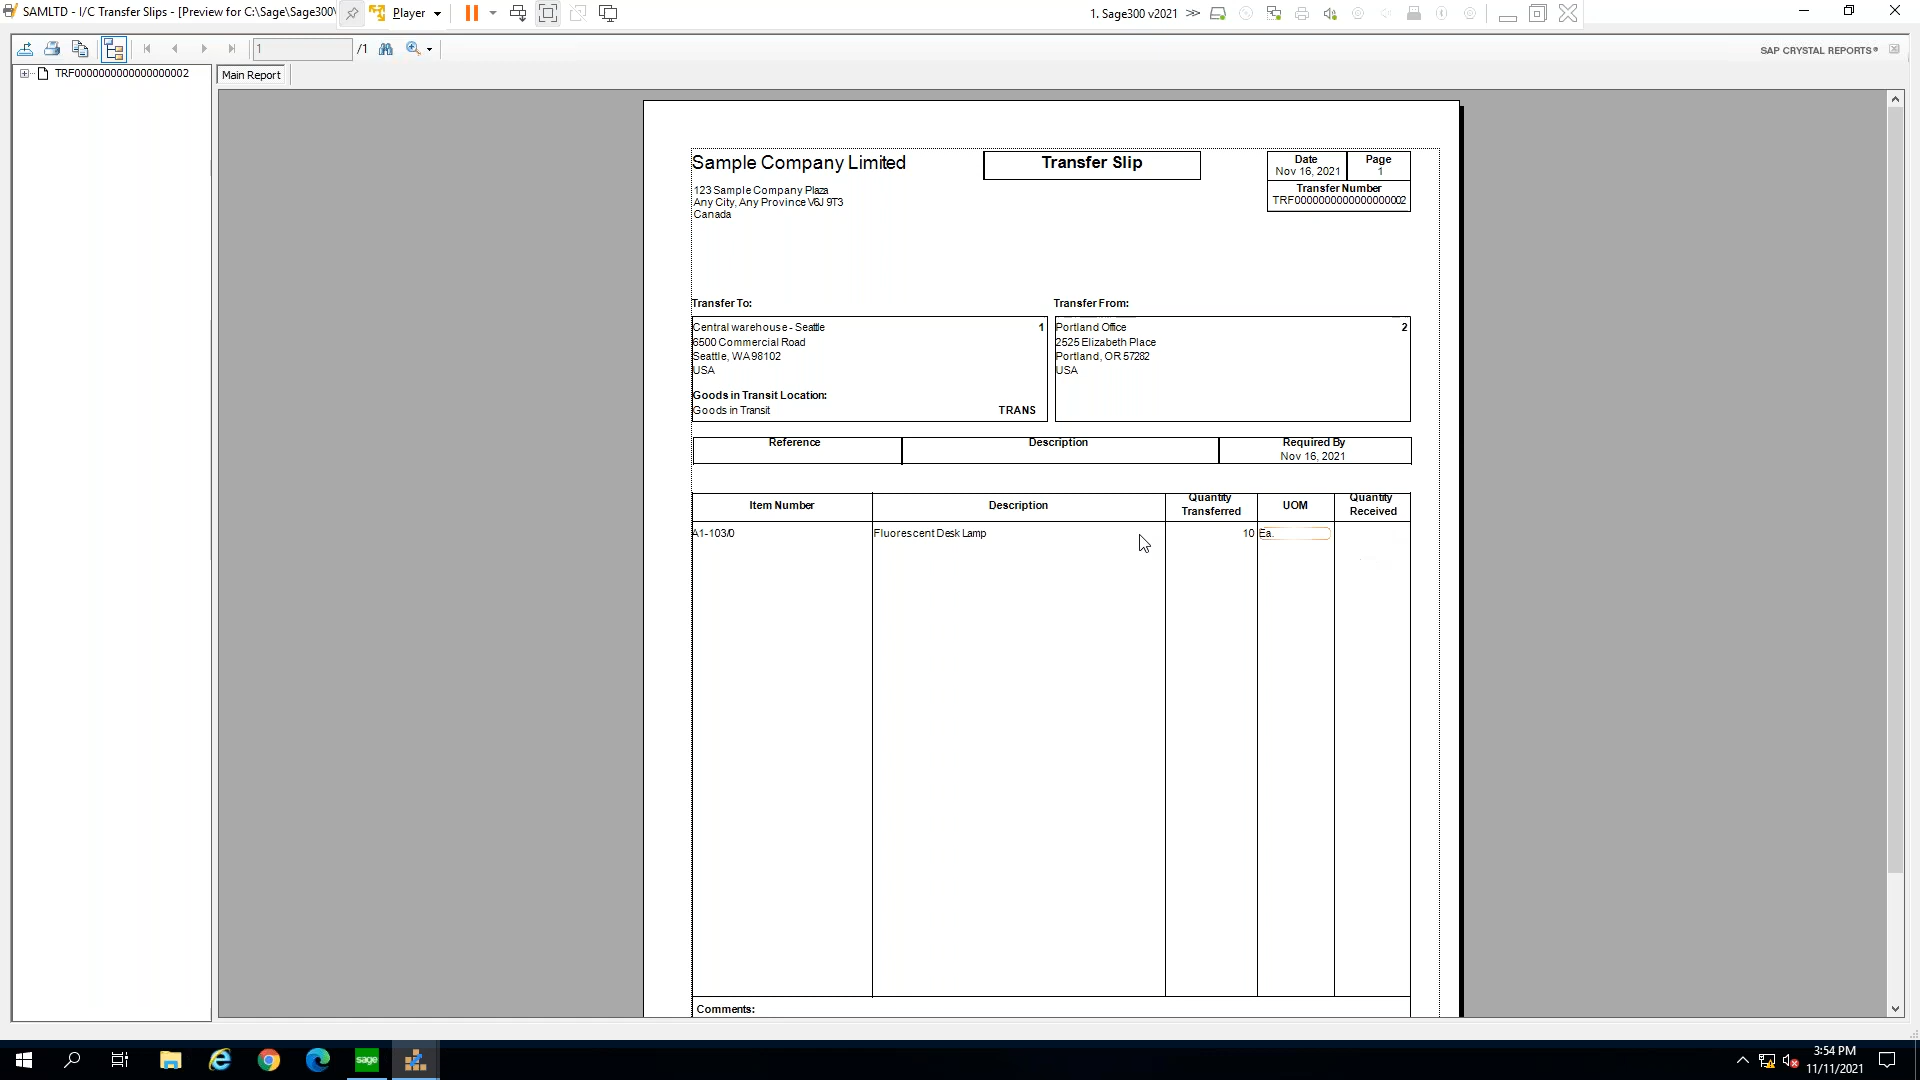 SAMLTD - I/C Transfer Slips - [Preview for C:\Sage\Sage300\
Player
1. Sage300 v2021
1
/1
SAP CRYSTAL REPORTS®
TRF0000000000000000002
Main Report
Sample Company Limited
Transfer Slip
Date
Page
Nov 16, 2021
1
123 Sample Company Plaza
Transfer Number
Any City, Any Province V6J 9T3
Canada
Transfer To:
Transfer From:
Central warehouse - Seattle
1
Portland Office
2
6500 Commercial Road
2525 Elizabeth Place
Seattle, WA 98102
Portland, OR 57282
USA
USA
Goods in Transit Location:
Goods in Transit
TRANS
Reference
Description
Required By
Nov 16, 2021
Item Number
Description
Quantity Transferred
UOM
Quantity Received
A1-103/0
Fluorescent Desk Lamp
10
Ea.
Comments:
sage
3:54 PM
11/11/2021